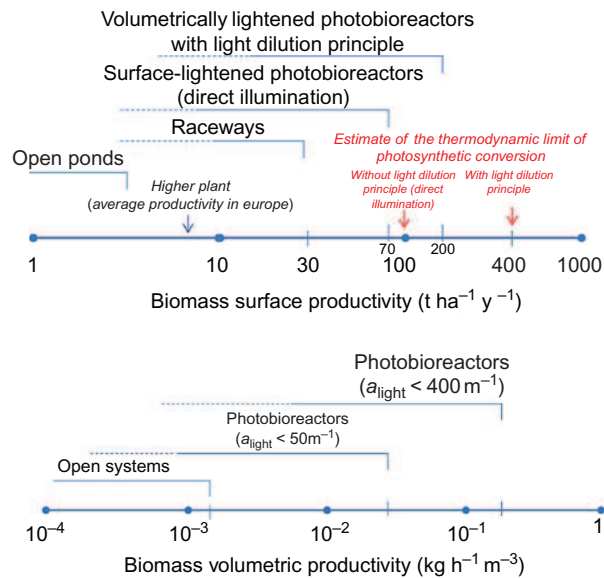 Volumetrically lightened photobioreactors
with light dilution principle
Surface-lightened photobioreactors
(direct illumination)
Raceways
Open ponds
Higher plant
(average productivity in europe)
Estimate of the thermodynamic limit of
photosynthetic conversion
Without light dilution
principle (direct
illumination)
With light dilution
principle
1 10 30 70 100 200 400 1000
Biomass surface productivity (t ha⁻¹ y⁻¹)
Photobioreactors
(a_light < 400 m⁻¹)
Photobioreactors
(a_light < 50m⁻¹)
Open systems
10⁻⁴ 10⁻³ 10⁻² 10⁻¹ 1
Biomass volumetric productivity (kg h⁻¹ m⁻³)